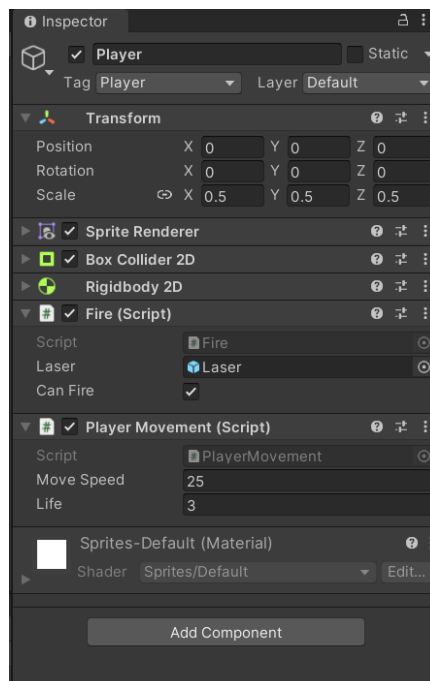 Inspector
Player Static
Tag Player Layer Default
Transform
Position X 0 Y 0 Z 0
Rotation X 0 Y 0 Z 0
Scale X 0.5 Y 0.5 Z 0.5
Sprite Renderer
Box Collider 2D
Rigidbody 2D
# Fire (Script)
Script # Fire
Laser Laser
Can Fire
# Player Movement (Script)
Script # PlayerMovement
Move Speed 25
Life 3
Sprites-Default (Material)
Shader Sprites/Default Edit...
Add Component